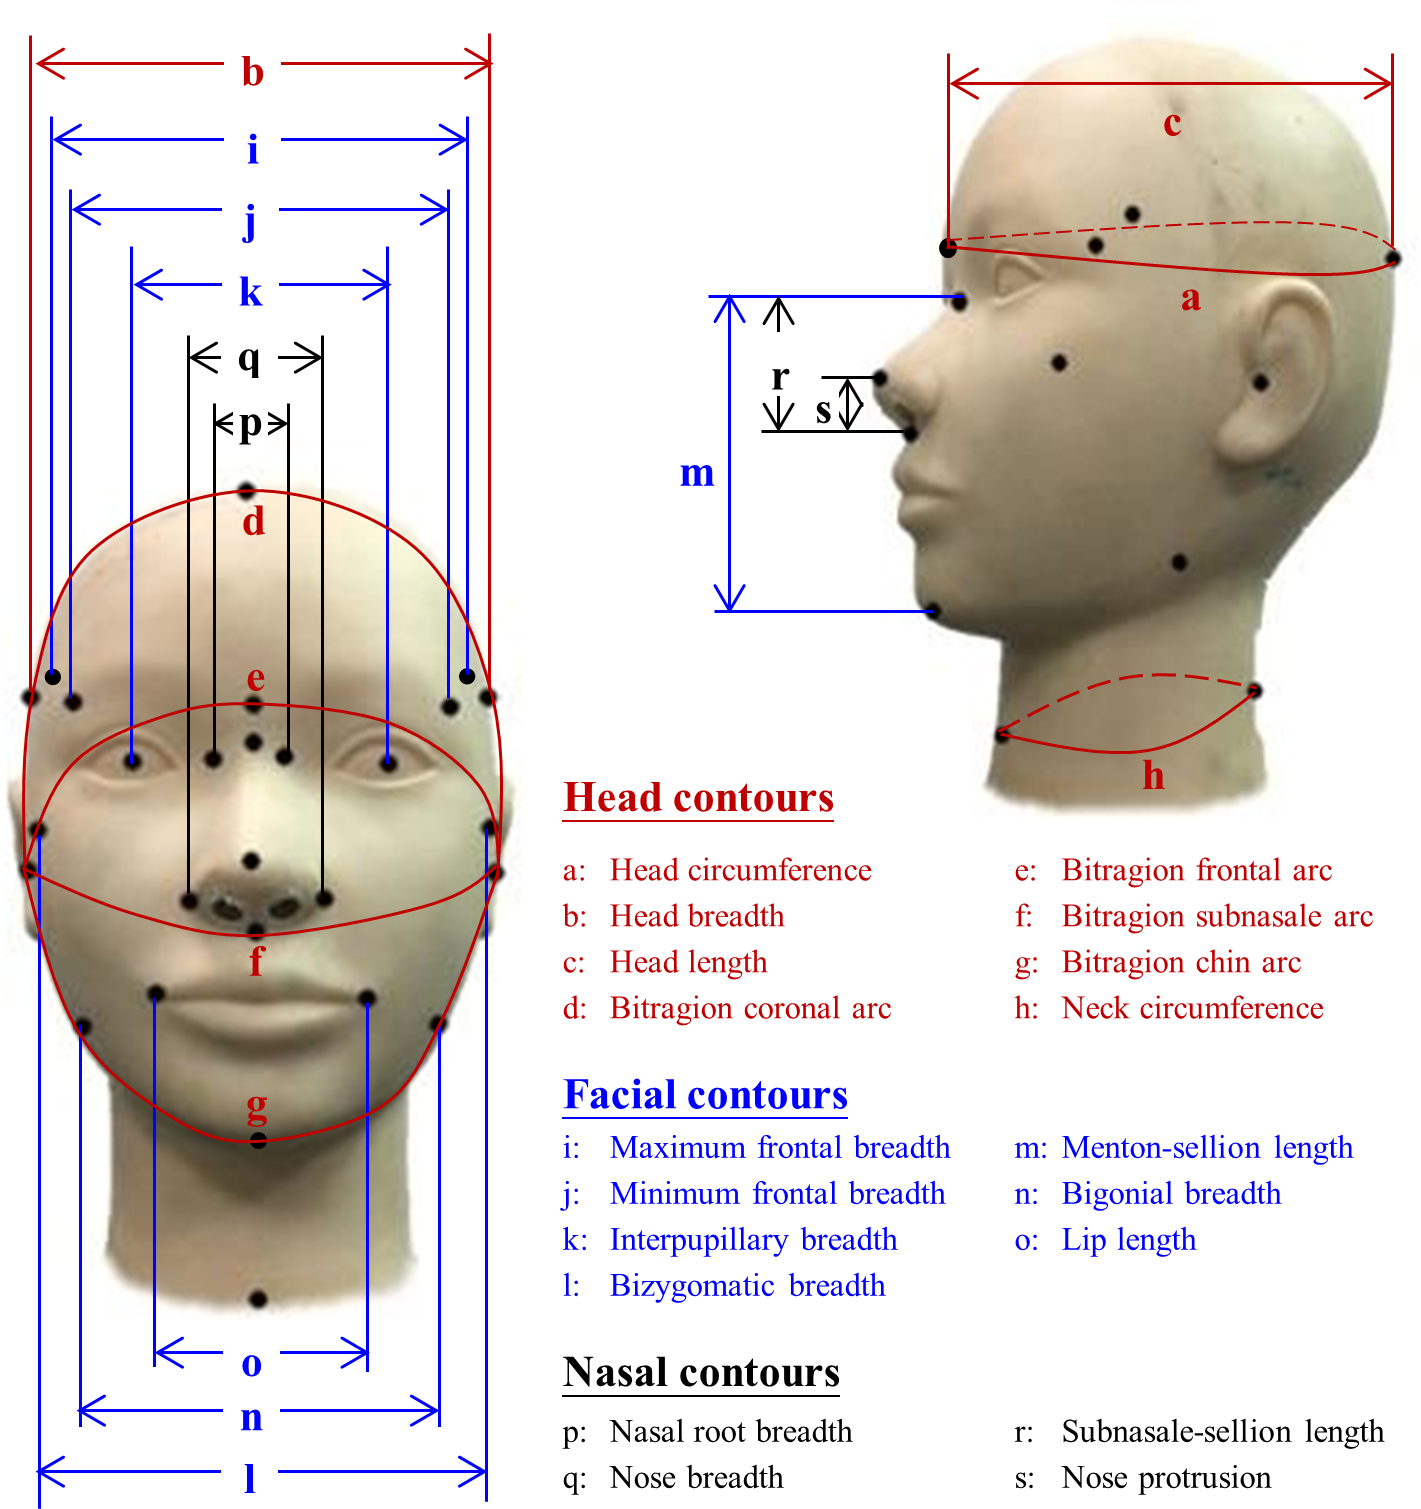 b
i
j
k
q
p
d
e
f
g
o
n
l
c
a
r
s
m
h
Head contours
a: Head circumference
b: Head breadth
c: Head length
d: Bitragion coronal arc
e: Bitragion frontal arc
f: Bitragion subnasale arc
g: Bitragion chin arc
h: Neck circumference
Facial contours
i: Maximum frontal breadth
j: Minimum frontal breadth
k: Interpupillary breadth
l: Bizygomatic breadth
m: Menton-sellion length
n: Bigonial breadth
o: Lip length
Nasal contours
p: Nasal root breadth
q: Nose breadth
r: Subnasale-sellion length
s: Nose protrusion